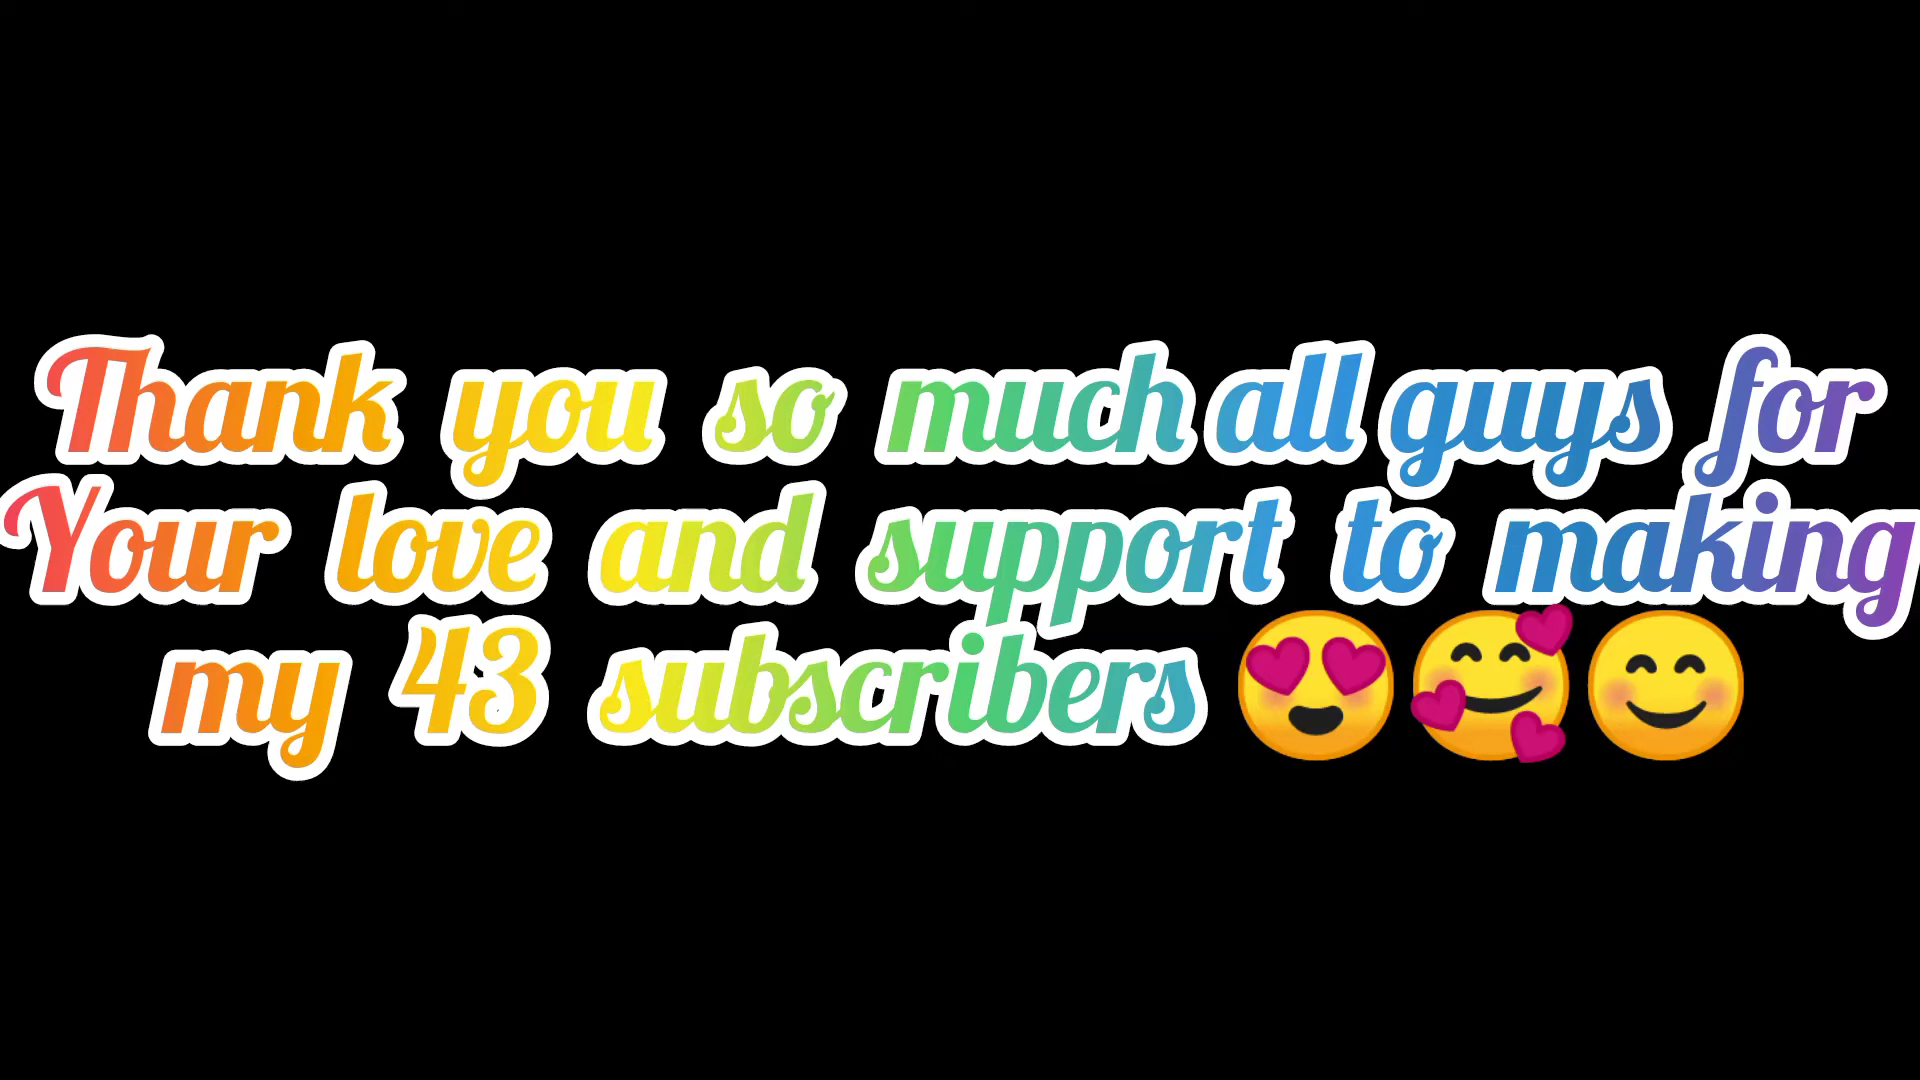 Thank you so much all guys for
Your love and support to making
my 43 subscribers 😍🥰😊